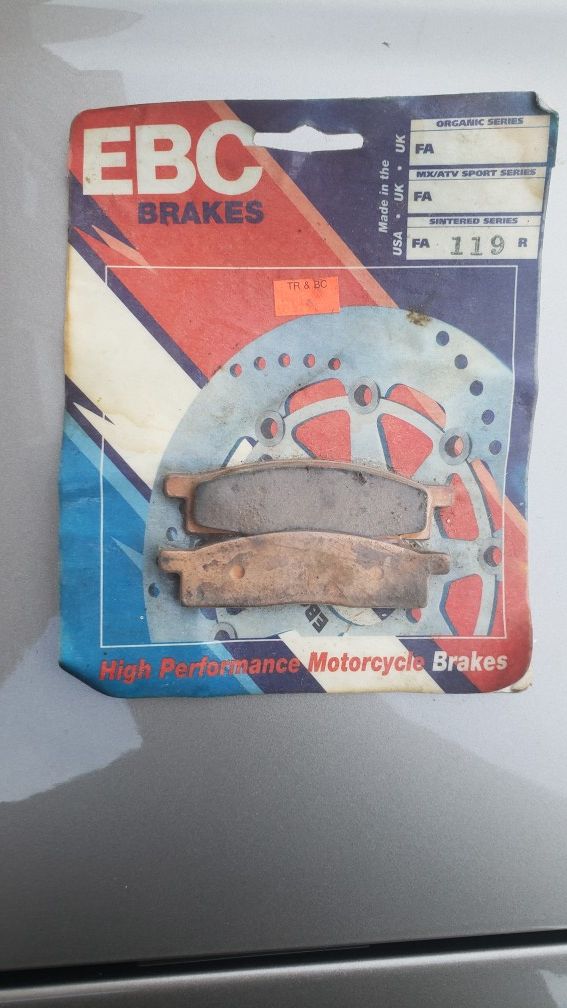 EBC
BRAKES
Made in the
USA • UK • UK
ORGANIC SERIES
FA
MX/ATV SPORT SERIES
FA
SINTERED SERIES
FA 119 R
TR & BC
EB
High Performance Motorcycle Brakes